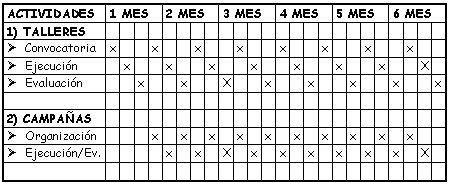 ACTIVIDADES 1 MES 2 MES 3 MES 4 MES 5 MES 6 MES
1) TALLERES
➢ Convocatoria x x x x x x x x
➢ Ejecución x x x x x x x X
➢ Evaluación x x X x x x x x
2) CAMPAÑAS
➢ Organización x x x x x x x x x x
➢ Ejecución/Ev. x x X x x x x x x X